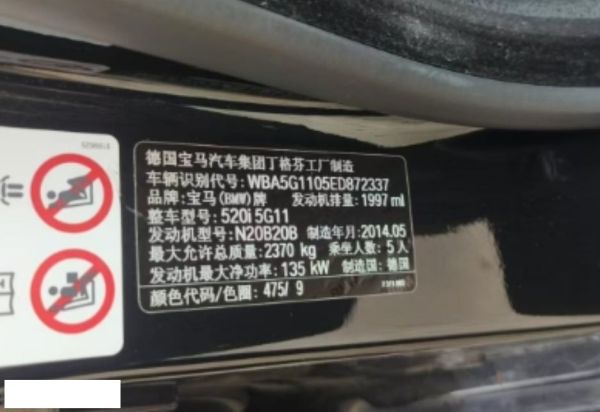 德国宝马汽车集团丁格芬工厂制造
车辆识别代号: WBA5G1105ED872337
品牌: 宝马(BMW)牌 发动机排量: 1997 ml
整车型号: 520i 5G11
发动机型号: N20B20B 制造年月: 2014.05
最大允许总质量: 2370 kg 乘坐人数: 5 人
发动机最大净功率: 135 kW 制造国: 德国
颜色代码/色圈: 475/ 9